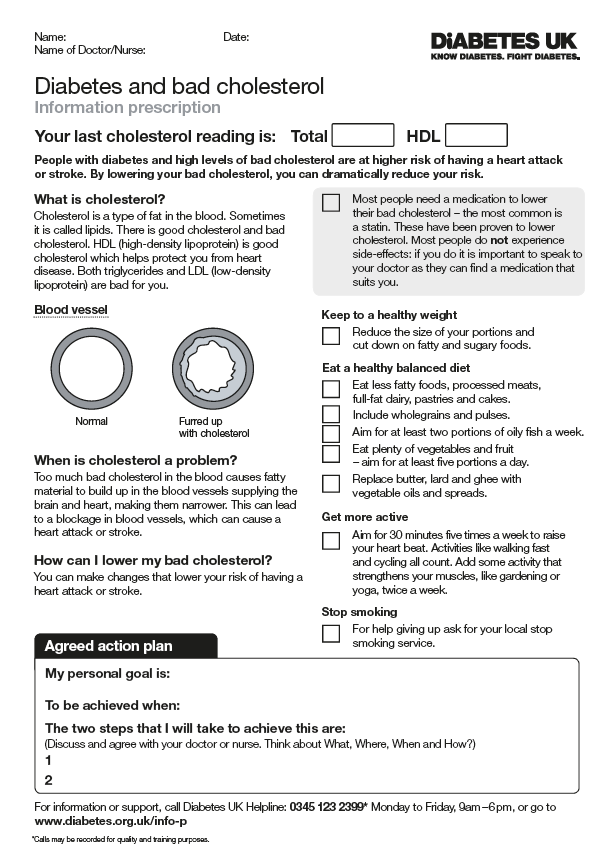 Name:
Date:
Name of Doctor/Nurse:
DiABETES UK
KNOW DIABETES. FIGHT DIABETES.
Diabetes and bad cholesterol
Information prescription
Your last cholesterol reading is: Total HDL
People with diabetes and high levels of bad cholesterol are at higher risk of having a heart attack
or stroke. By lowering your bad cholesterol, you can dramatically reduce your risk.
What is cholesterol?
Cholesterol is a type of fat in the blood. Sometimes
it is called lipids. There is good cholesterol and bad
cholesterol. HDL (high-density lipoprotein) is good
cholesterol which helps protect you from heart
disease. Both triglycerides and LDL (low-density
lipoprotein) are bad for you.
Blood vessel
Normal
Furred up
with cholesterol
When is cholesterol a problem?
Too much bad cholesterol in the blood causes fatty
material to build up in the blood vessels supplying the
brain and heart, making them narrower. This can lead
to a blockage in blood vessels, which can cause a
heart attack or stroke.
How can I lower my bad cholesterol?
You can make changes that lower your risk of having a
heart attack or stroke.
Most people need a medication to lower
their bad cholesterol – the most common is
a statin. These have been proven to lower
cholesterol. Most people do not experience
side-effects: if you do it is important to speak to
your doctor as they can find a medication that
suits you.
Keep to a healthy weight
Reduce the size of your portions and
cut down on fatty and sugary foods.
Eat a healthy balanced diet
Eat less fatty foods, processed meats,
full-fat dairy, pastries and cakes.
Include wholegrains and pulses.
Aim for at least two portions of oily fish a week.
Eat plenty of vegetables and fruit
– aim for at least five portions a day.
Replace butter, lard and ghee with
vegetable oils and spreads.
Get more active
Aim for 30 minutes five times a week to raise
your heart beat. Activities like walking fast
and cycling all count. Add some activity that
strengthens your muscles, like gardening or
yoga, twice a week.
Stop smoking
For help giving up ask for your local stop
smoking service.
Agreed action plan
My personal goal is:
To be achieved when:
The two steps that I will take to achieve this are:
(Discuss and agree with your doctor or nurse. Think about What, Where, When and How?)
1
2
For information or support, call Diabetes UK Helpline: 0345 123 2399* Monday to Friday, 9am–6pm, or go to
www.diabetes.org.uk/info-p
*Calls may be recorded for quality and training purposes.